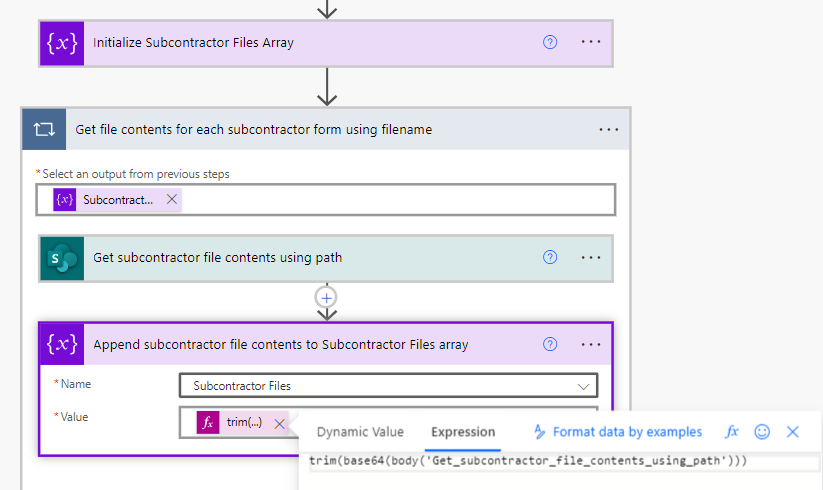 {x} Initialize Subcontractor Files Array
Get file contents for each subcontractor form using filename
* Select an output from previous steps
{x} Subcontract...
S Get subcontractor file contents using path
{x} Append subcontractor file contents to Subcontractor Files array
* Name
Subcontractor Files
* Value
fx trim(...)
Dynamic Value Expression Format data by examples fx
trim(base64(body('Get_subcontractor_file_contents_using_path')))